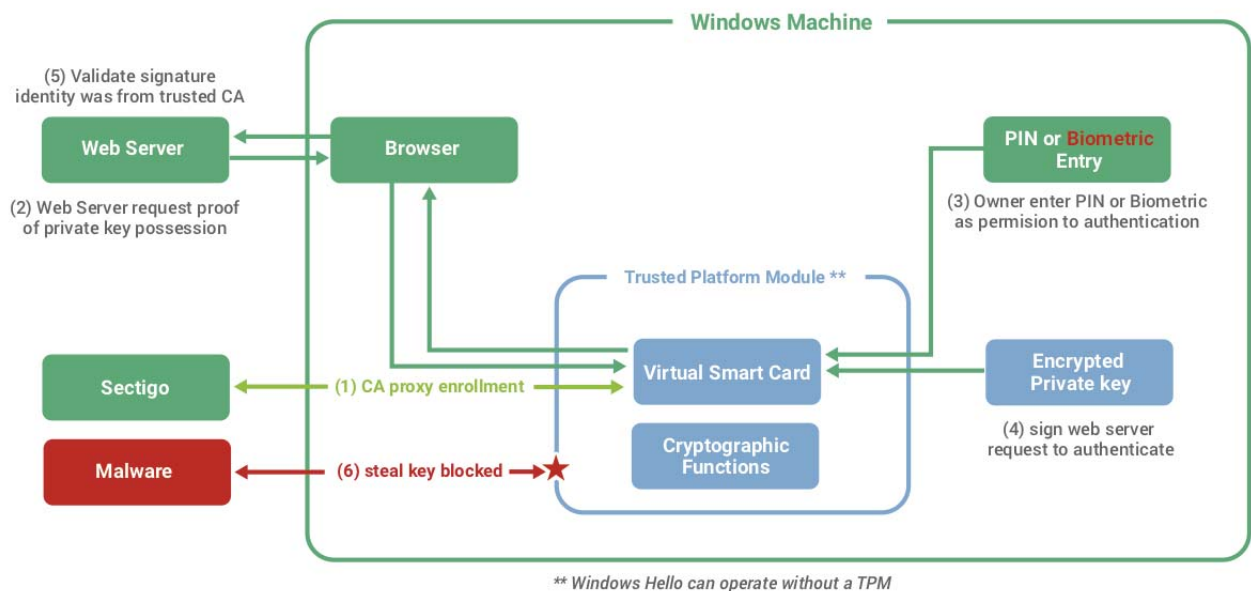 Windows Machine
(5) Validate signature
identity was from trusted CA
Web Server
Browser
PIN or Biometric
Entry
(2) Web Server request proof
of private key possession
(3) Owner enter PIN or Biometric
as permision to authentication
Trusted Platform Module **
Sectigo
(1) CA proxy enrollment
Virtual Smart Card
Encrypted
Private key
Malware
(6) steal key blocked
Cryptographic
Functions
(4) sign web server
request to authenticate
** Windows Hello can operate without a TPM